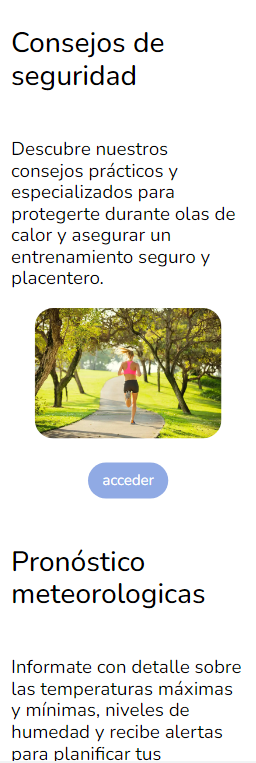 Consejos de
seguridad
Descubre nuestros
consejos prácticos y
especializados para
protegerte durante olas de
calor y asegurar un
entrenamiento seguro y
placentero.
acceder
Pronóstico
meteorologicas
Informate con detalle sobre
las temperaturas máximas
y mínimas, niveles de
humedad y recibe alertas
para planificar tus